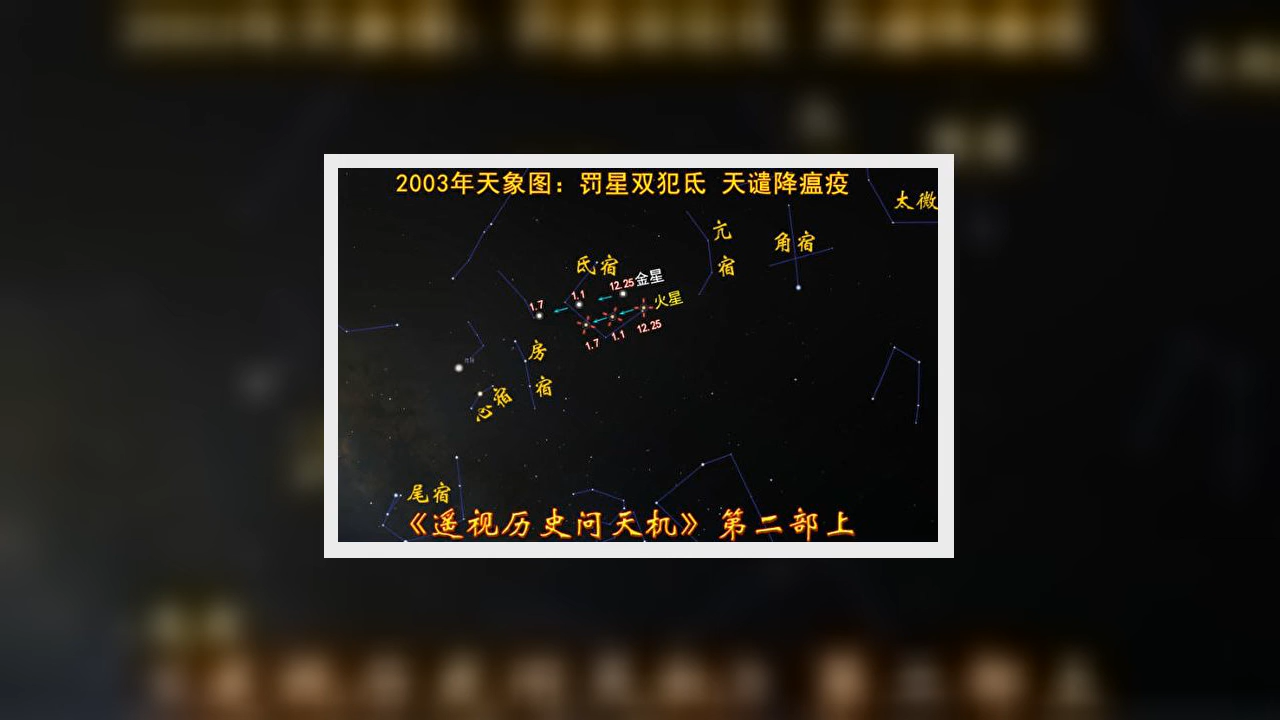 2003年天象图：罚星双犯氐 天谴降瘟疫
太微
亢宿
角宿
氐宿
12.25 金星
1.1
1.7
火星
12.25
1.1
1.7
房宿
心宿
尾宿
《遥视历史问天机》第二部上